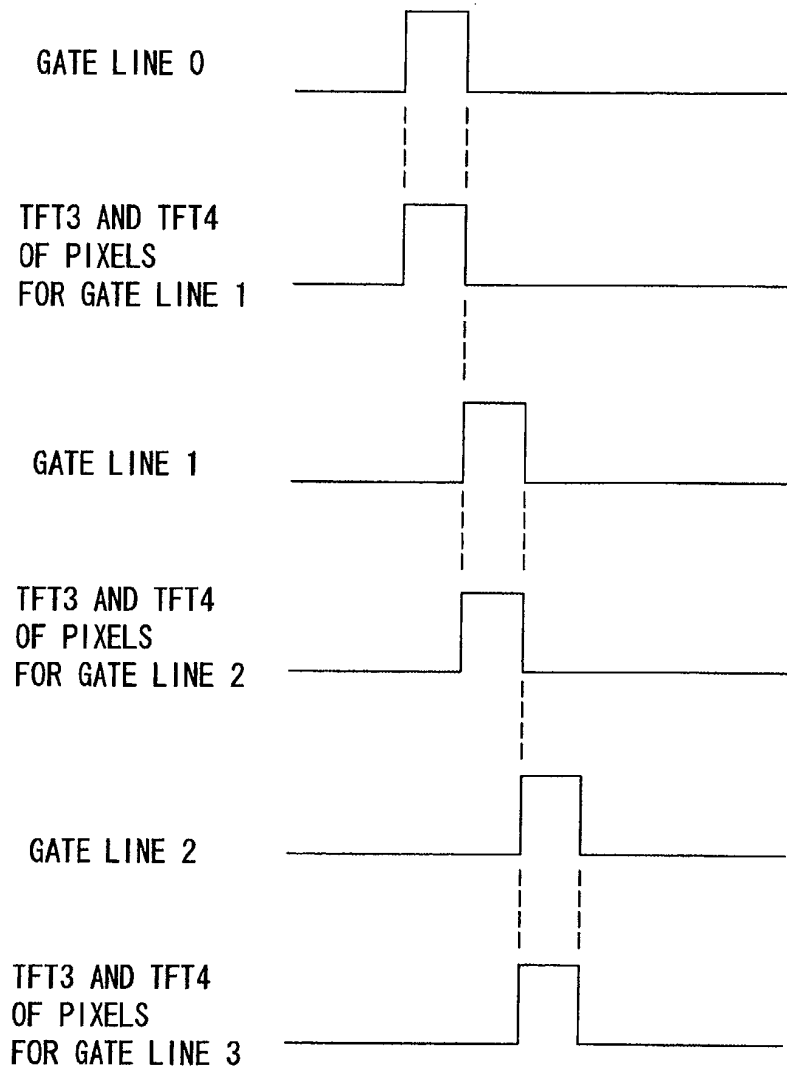 GATE LINE 0
TFT3 AND TFT4
OF PIXELS
FOR GATE LINE 1
GATE LINE 1
TFT3 AND TFT4
OF PIXELS
FOR GATE LINE 2
GATE LINE 2
TFT3 AND TFT4
OF PIXELS
FOR GATE LINE 3